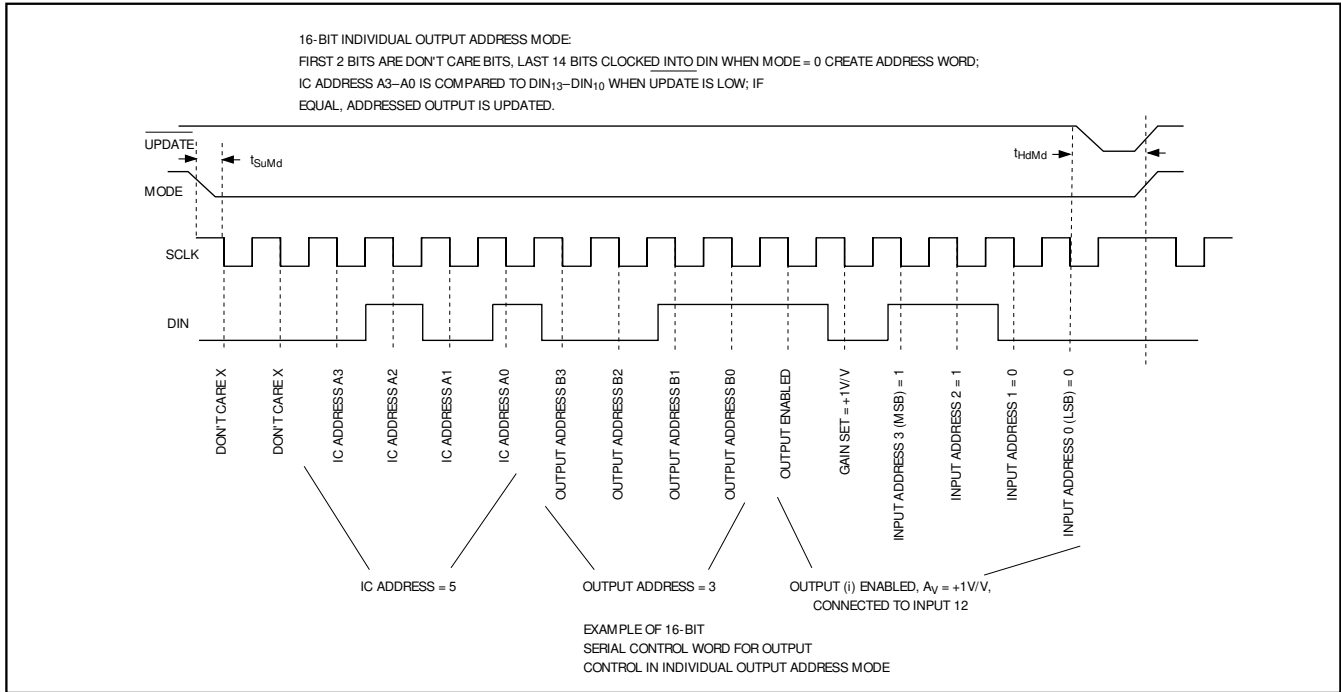 16-BIT INDIVIDUAL OUTPUT ADDRESS MODE:
FIRST 2 BITS ARE DON'T CARE BITS, LAST 14 BITS CLOCKED INTO DIN WHEN MODE = 0 CREATE ADDRESS WORD;
IC ADDRESS A3–A0 IS COMPARED TO DIN13–DIN10 WHEN UPDATE IS LOW; IF
EQUAL, ADDRESSED OUTPUT IS UPDATED.
UPDATE
tSuMd
tHdMd
MODE
SCLK
DIN
DON'T CARE X
DON'T CARE X
IC ADDRESS A3
IC ADDRESS A2
IC ADDRESS A1
IC ADDRESS A0
OUTPUT ADDRESS B3
OUTPUT ADDRESS B2
OUTPUT ADDRESS B1
OUTPUT ADDRESS B0
OUTPUT ENABLED
GAIN SET = +1V/V
INPUT ADDRESS 3 (MSB) = 1
INPUT ADDRESS 2 = 1
INPUT ADDRESS 1 = 0
INPUT ADDRESS 0 (LSB) = 0
IC ADDRESS = 5
OUTPUT ADDRESS = 3
OUTPUT (i) ENABLED, AV = +1V/V,
CONNECTED TO INPUT 12
EXAMPLE OF 16-BIT
SERIAL CONTROL WORD FOR OUTPUT
CONTROL IN INDIVIDUAL OUTPUT ADDRESS MODE